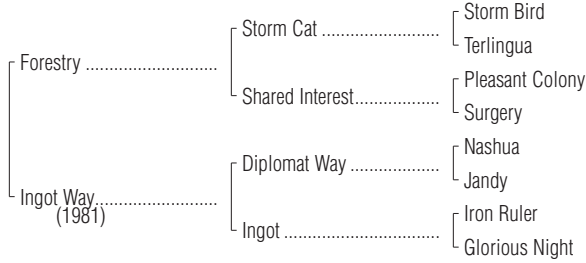 Storm Bird
Storm Cat ......................
Terlingua
Forestry .........................
Pleasant Colony
Shared Interest................
Surgery
Nashua
Diplomat Way .................
Jandy
Ingot Way.......................
(1981)
Iron Ruler
Ingot .............................
Glorious Night